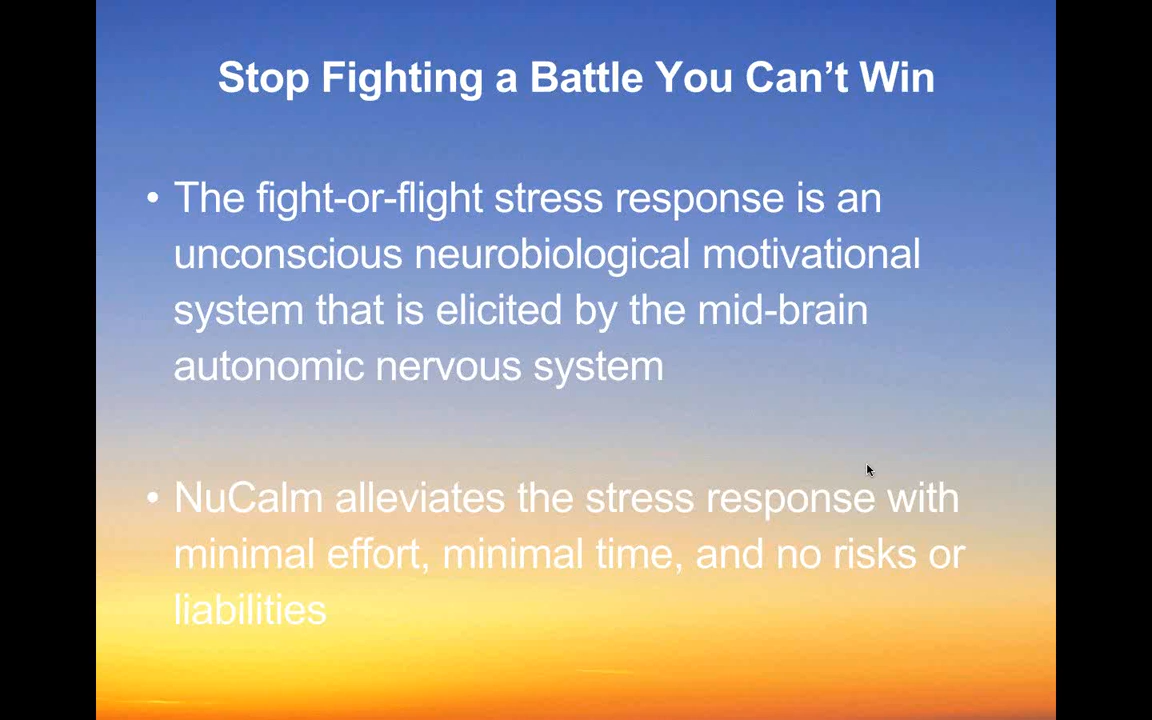 Stop Fighting a Battle You Can’t Win
• The fight-or-flight stress response is an
unconscious neurobiological motivational
system that is elicited by the mid-brain
autonomic nervous system
• NuCalm alleviates the stress response with
minimal effort, minimal time, and no risks or
liabilities